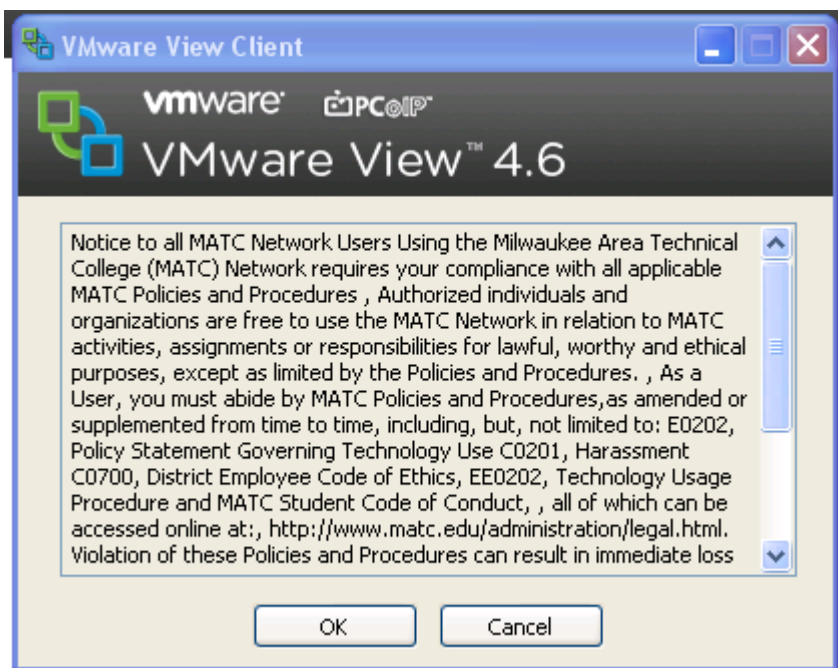 VMware View Client
vmware PCoIP
VMware View™ 4.6
Notice to all MATC Network Users Using the Milwaukee Area Technical
College (MATC) Network requires your compliance with all applicable
MATC Policies and Procedures , Authorized individuals and
organizations are free to use the MATC Network in relation to MATC
activities, assignments or responsibilities for lawful, worthy and ethical
purposes, except as limited by the Policies and Procedures. , As a
User, you must abide by MATC Policies and Procedures,as amended or
supplemented from time to time, including, but, not limited to: E0202,
Policy Statement Governing Technology Use C0201, Harassment
C0700, District Employee Code of Ethics, EE0202, Technology Usage
Procedure and MATC Student Code of Conduct, , all of which can be
accessed online at:, http://www.matc.edu/administration/legal.html.
Violation of these Policies and Procedures can result in immediate loss
OK Cancel